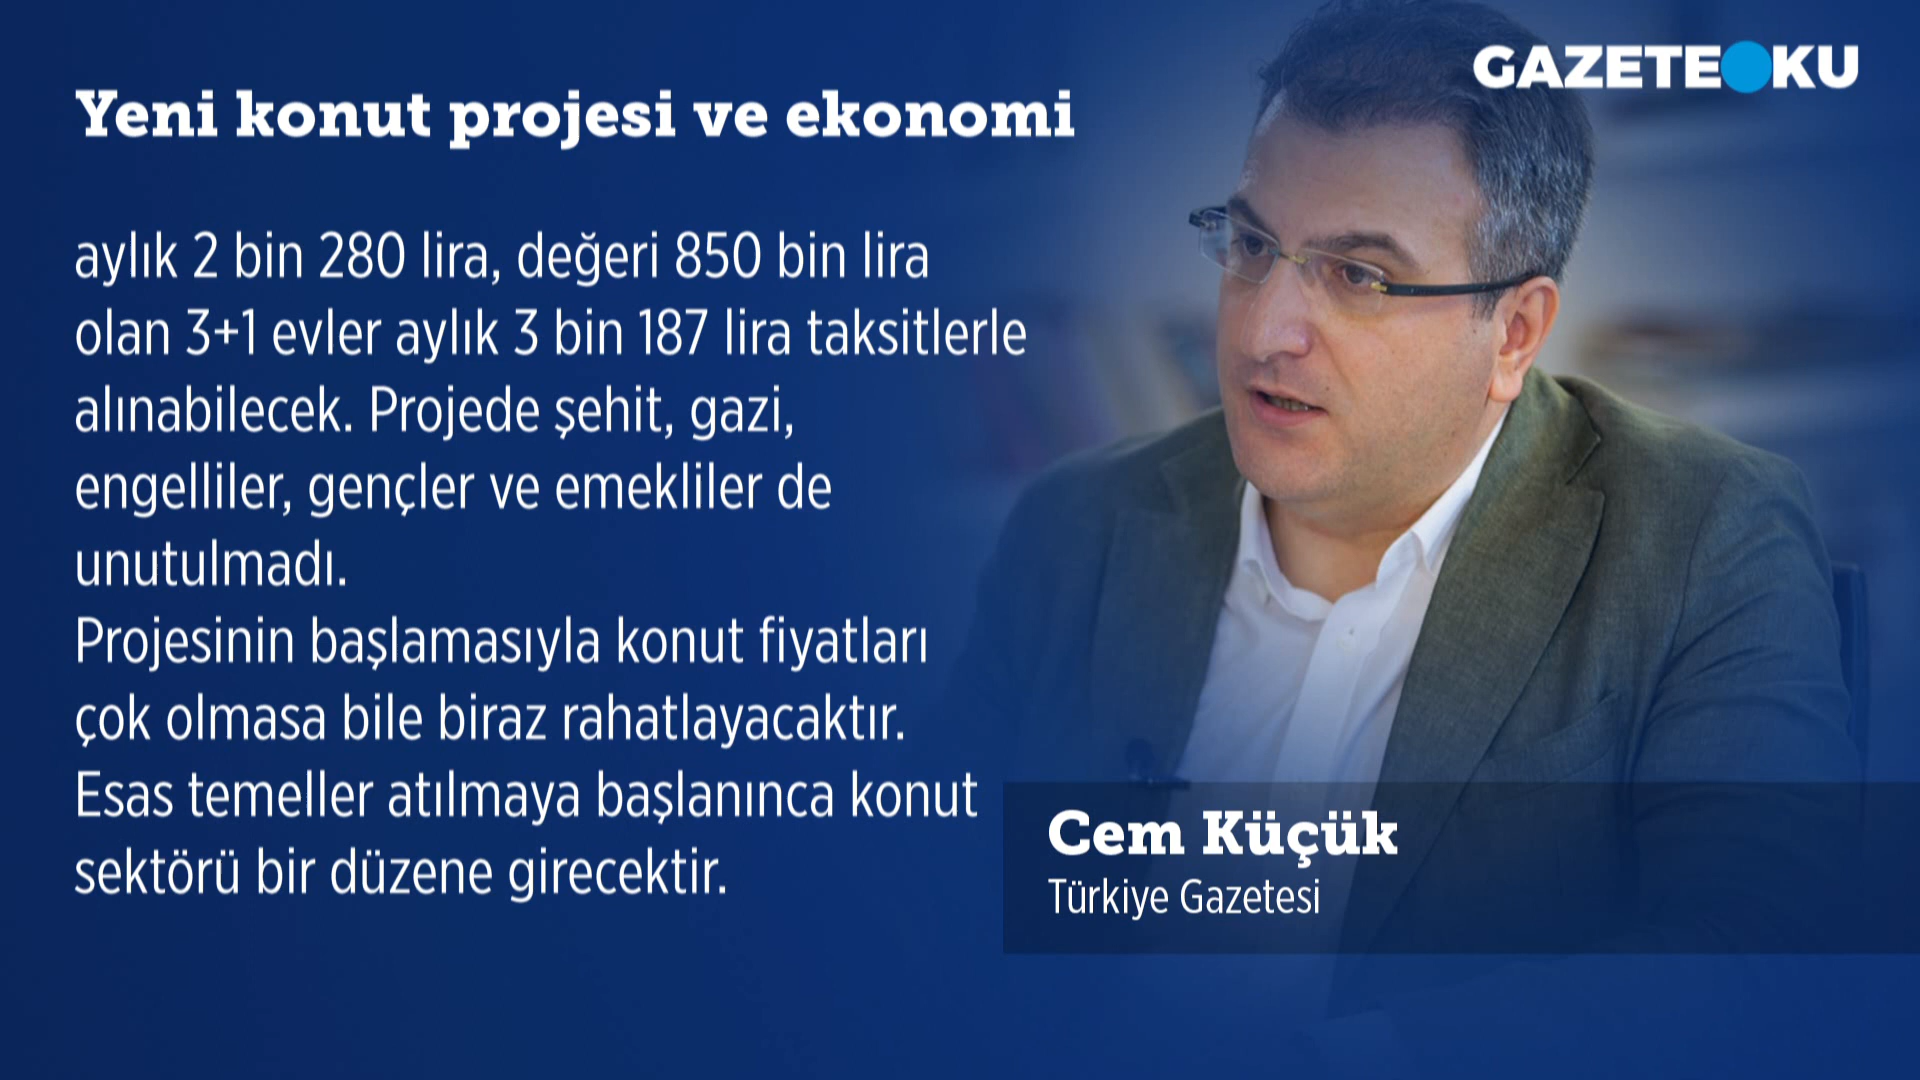 GAZETE KU
Yeni konut projesi ve ekonomi
aylık 2 bin 280 lira, değeri 850 bin lira
olan 3+1 evler aylık 3 bin 187 lira taksitlerle
alınabilecek. Projede şehit, gazi,
engelliler, gençler ve emekliler de
unutulmadı.
Projesinin başlamasıyla konut fiyatları
çok olmasa bile biraz rahatlayacaktır.
Esas temeller atılmaya başlanınca konut
sektörü bir düzene girecektir.
Cem Küçük
Türkiye Gazetesi